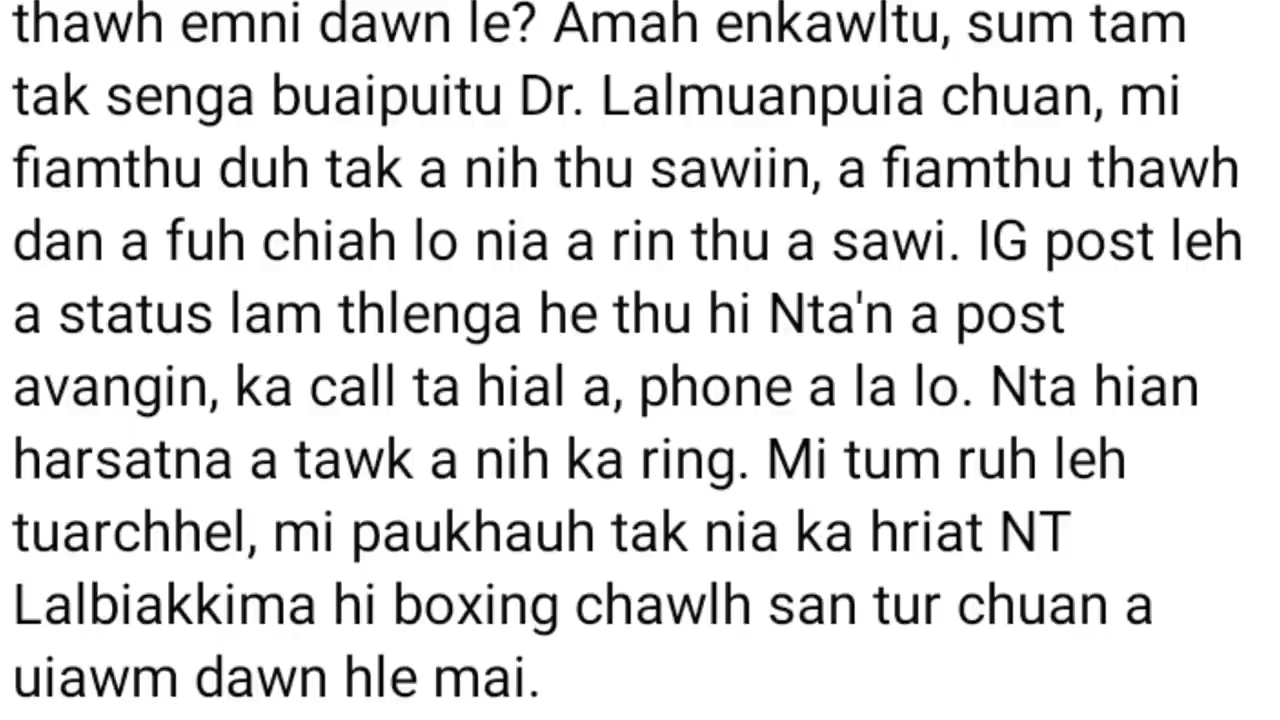 thawh emni dawn le? Amah enkawltu, sum tam
tak senga buaipuitu Dr. Lalmuanpuia chuan, mi
fiamthu duh tak a nih thu sawiin, a fiamthu thawh
dan a fuh chiah lo nia a rin thu a sawi. IG post leh
a status lam thlenga he thu hi Nta'n a post
avangin, ka call ta hial a, phone a la lo. Nta hian
harsatna a tawk a nih ka ring. Mi tum ruh leh
tuarchhel, mi paukhauh tak nia ka hriat NT
Lalbiakkima hi boxing chawlh san tur chuan a
uiawm dawn hle mai.